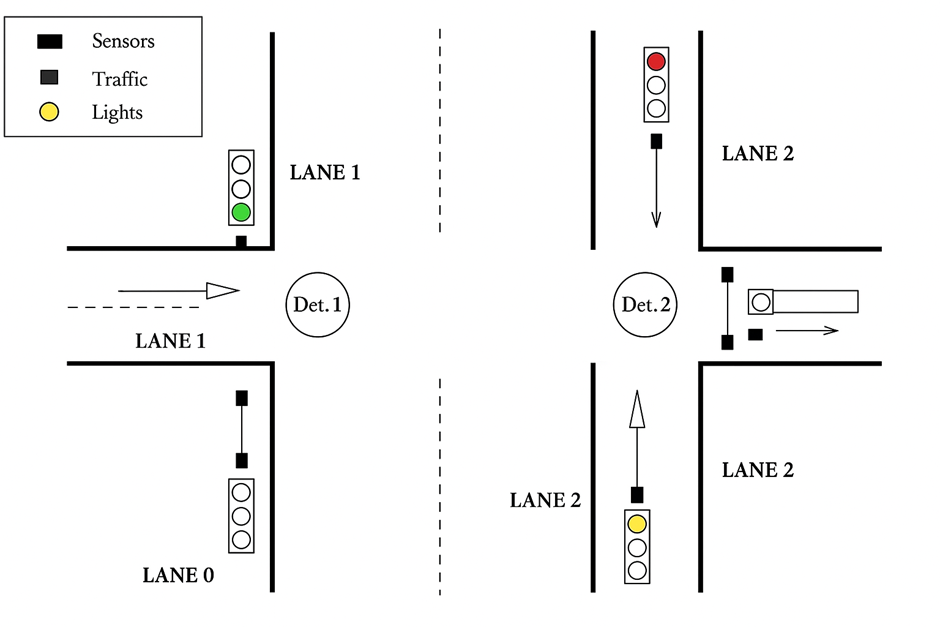 Sensors
Traffic
Lights
LANE 1
LANE 2
Det. 1
Det. 2
LANE 1
LANE 2
LANE 2
LANE 0